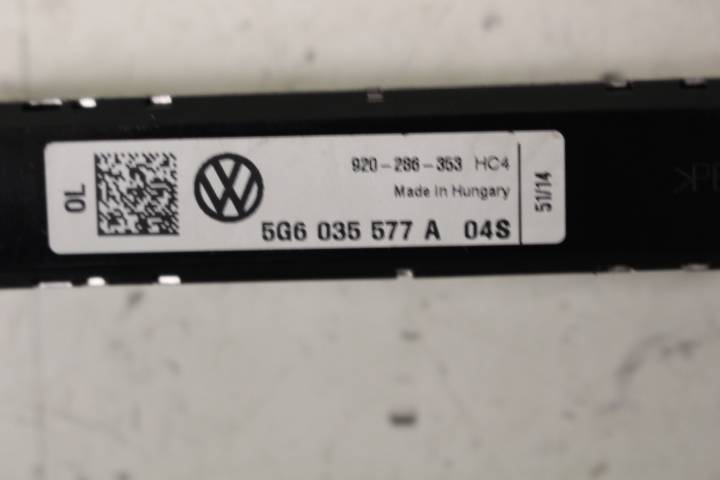 OL
920-286-353 HC4
Made in Hungary
5G6 035 577 A 04S
51/14